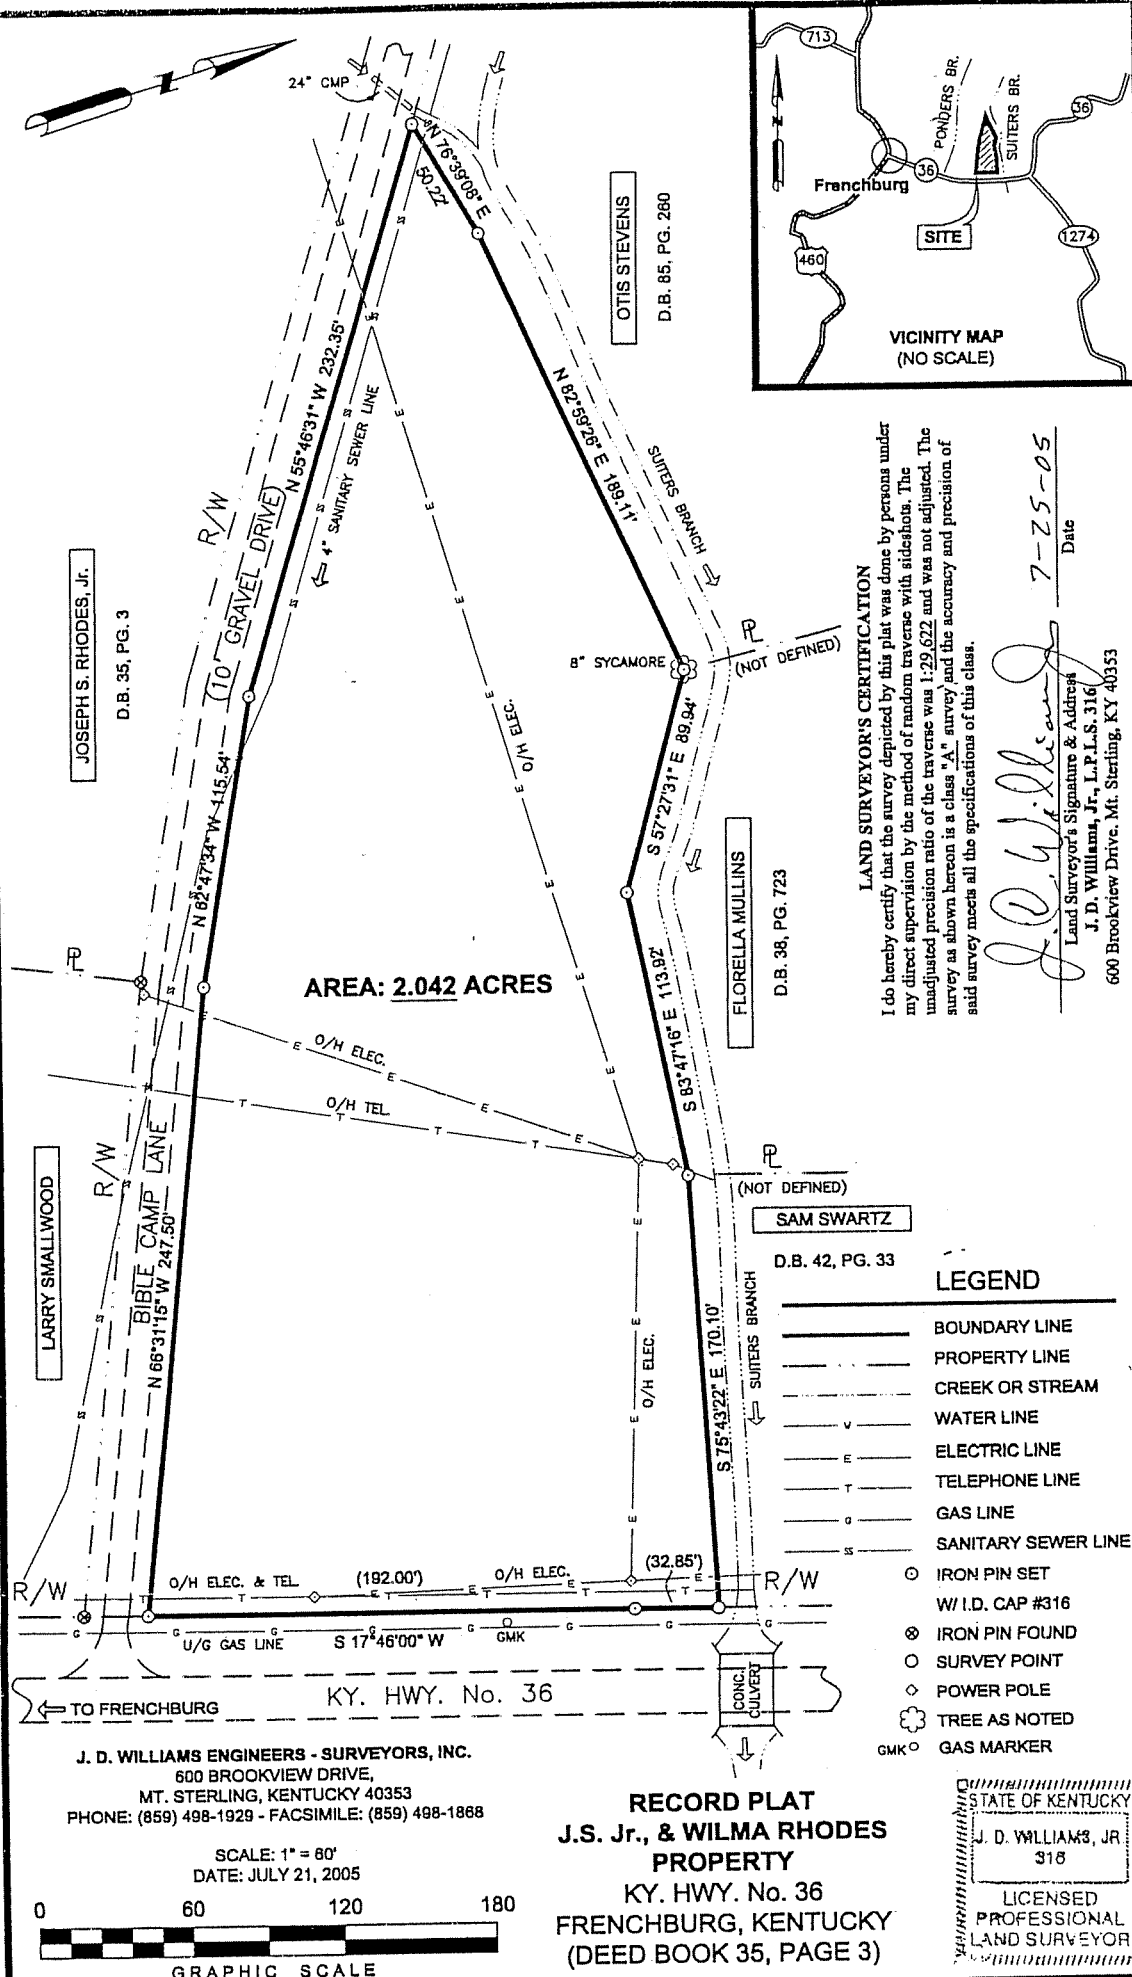 N
24" CMP
N 76°39'08" E
50.22'
OTIS STEVENS
D.B. 85, PG. 260
N 55°46'31" W 232.35'
4" SANITARY SEWER LINE
N 82°59'26" E 189.11'
SUITERS BRANCH
R/W
(10' GRAVEL DRIVE)
JOSEPH S. RHODES, Jr.
D.B. 35, PG. 3
8" SYCAMORE
PL
(NOT DEFINED)
O/H ELEC.
S 57°27'31" E 89.94'
N 62°47'34" W 115.54'
FLORELLA MULLINS
D.B. 38, PG. 723
PL
AREA: 2.042 ACRES
S 83°47'16" E 113.92'
O/H ELEC.
O/H TEL.
R/W
LARRY SMALLWOOD
BIBLE CAMP LANE
N 66°31'15" W 247.50'
PL
(NOT DEFINED)
SAM SWARTZ
D.B. 42, PG. 33
O/H ELEC.
SUITERS BRANCH
S 75°43'22" E 170.10'
R/W
O/H ELEC. & TEL.
(192.00')
O/H ELEC.
(32.85')
R/W
U/G GAS LINE
S 17°46'00" W
GMK
CONC.
CULVERT
TO FRENCHBURG
KY. HWY. No. 36
713
PONDERS BR.
SUITERS BR.
36
N
Frenchburg
36
SITE
1274
460
VICINITY MAP
(NO SCALE)
LAND SURVEYOR'S CERTIFICATION
I do hereby certify that the survey depicted by this plat was done by persons under
my direct supervision by the method of random traverse with sideshots. The
unadjusted precision ratio of the traverse was 1:29,622 and was not adjusted. The
survey as shown hereon is a class "A" survey and the accuracy and precision of
said survey meets all the specifications of this class.
J. D. Williams Jr 7-25-05
Land Surveyor's Signature & Address Date
J. D. Williams, Jr., L.P.L.S. 316
600 Brookview Drive. Mt. Sterling, KY 40353
LEGEND
BOUNDARY LINE
PROPERTY LINE
CREEK OR STREAM
W WATER LINE
E ELECTRIC LINE
T TELEPHONE LINE
G GAS LINE
SS SANITARY SEWER LINE
IRON PIN SET
W/ I.D. CAP #316
IRON PIN FOUND
SURVEY POINT
POWER POLE
TREE AS NOTED
GMK GAS MARKER
J. D. WILLIAMS ENGINEERS - SURVEYORS, INC.
600 BROOKVIEW DRIVE,
MT. STERLING, KENTUCKY 40353
PHONE: (859) 498-1929 - FACSIMILE: (859) 498-1868
SCALE: 1" = 60'
DATE: JULY 21, 2005
0 60 120 180
GRAPHIC SCALE
RECORD PLAT
J.S. Jr., & WILMA RHODES
PROPERTY
KY. HWY. No. 36
FRENCHBURG, KENTUCKY
(DEED BOOK 35, PAGE 3)
STATE OF KENTUCKY
J. D. WILLIAMS, JR
316
LICENSED
PROFESSIONAL
LAND SURVEYOR